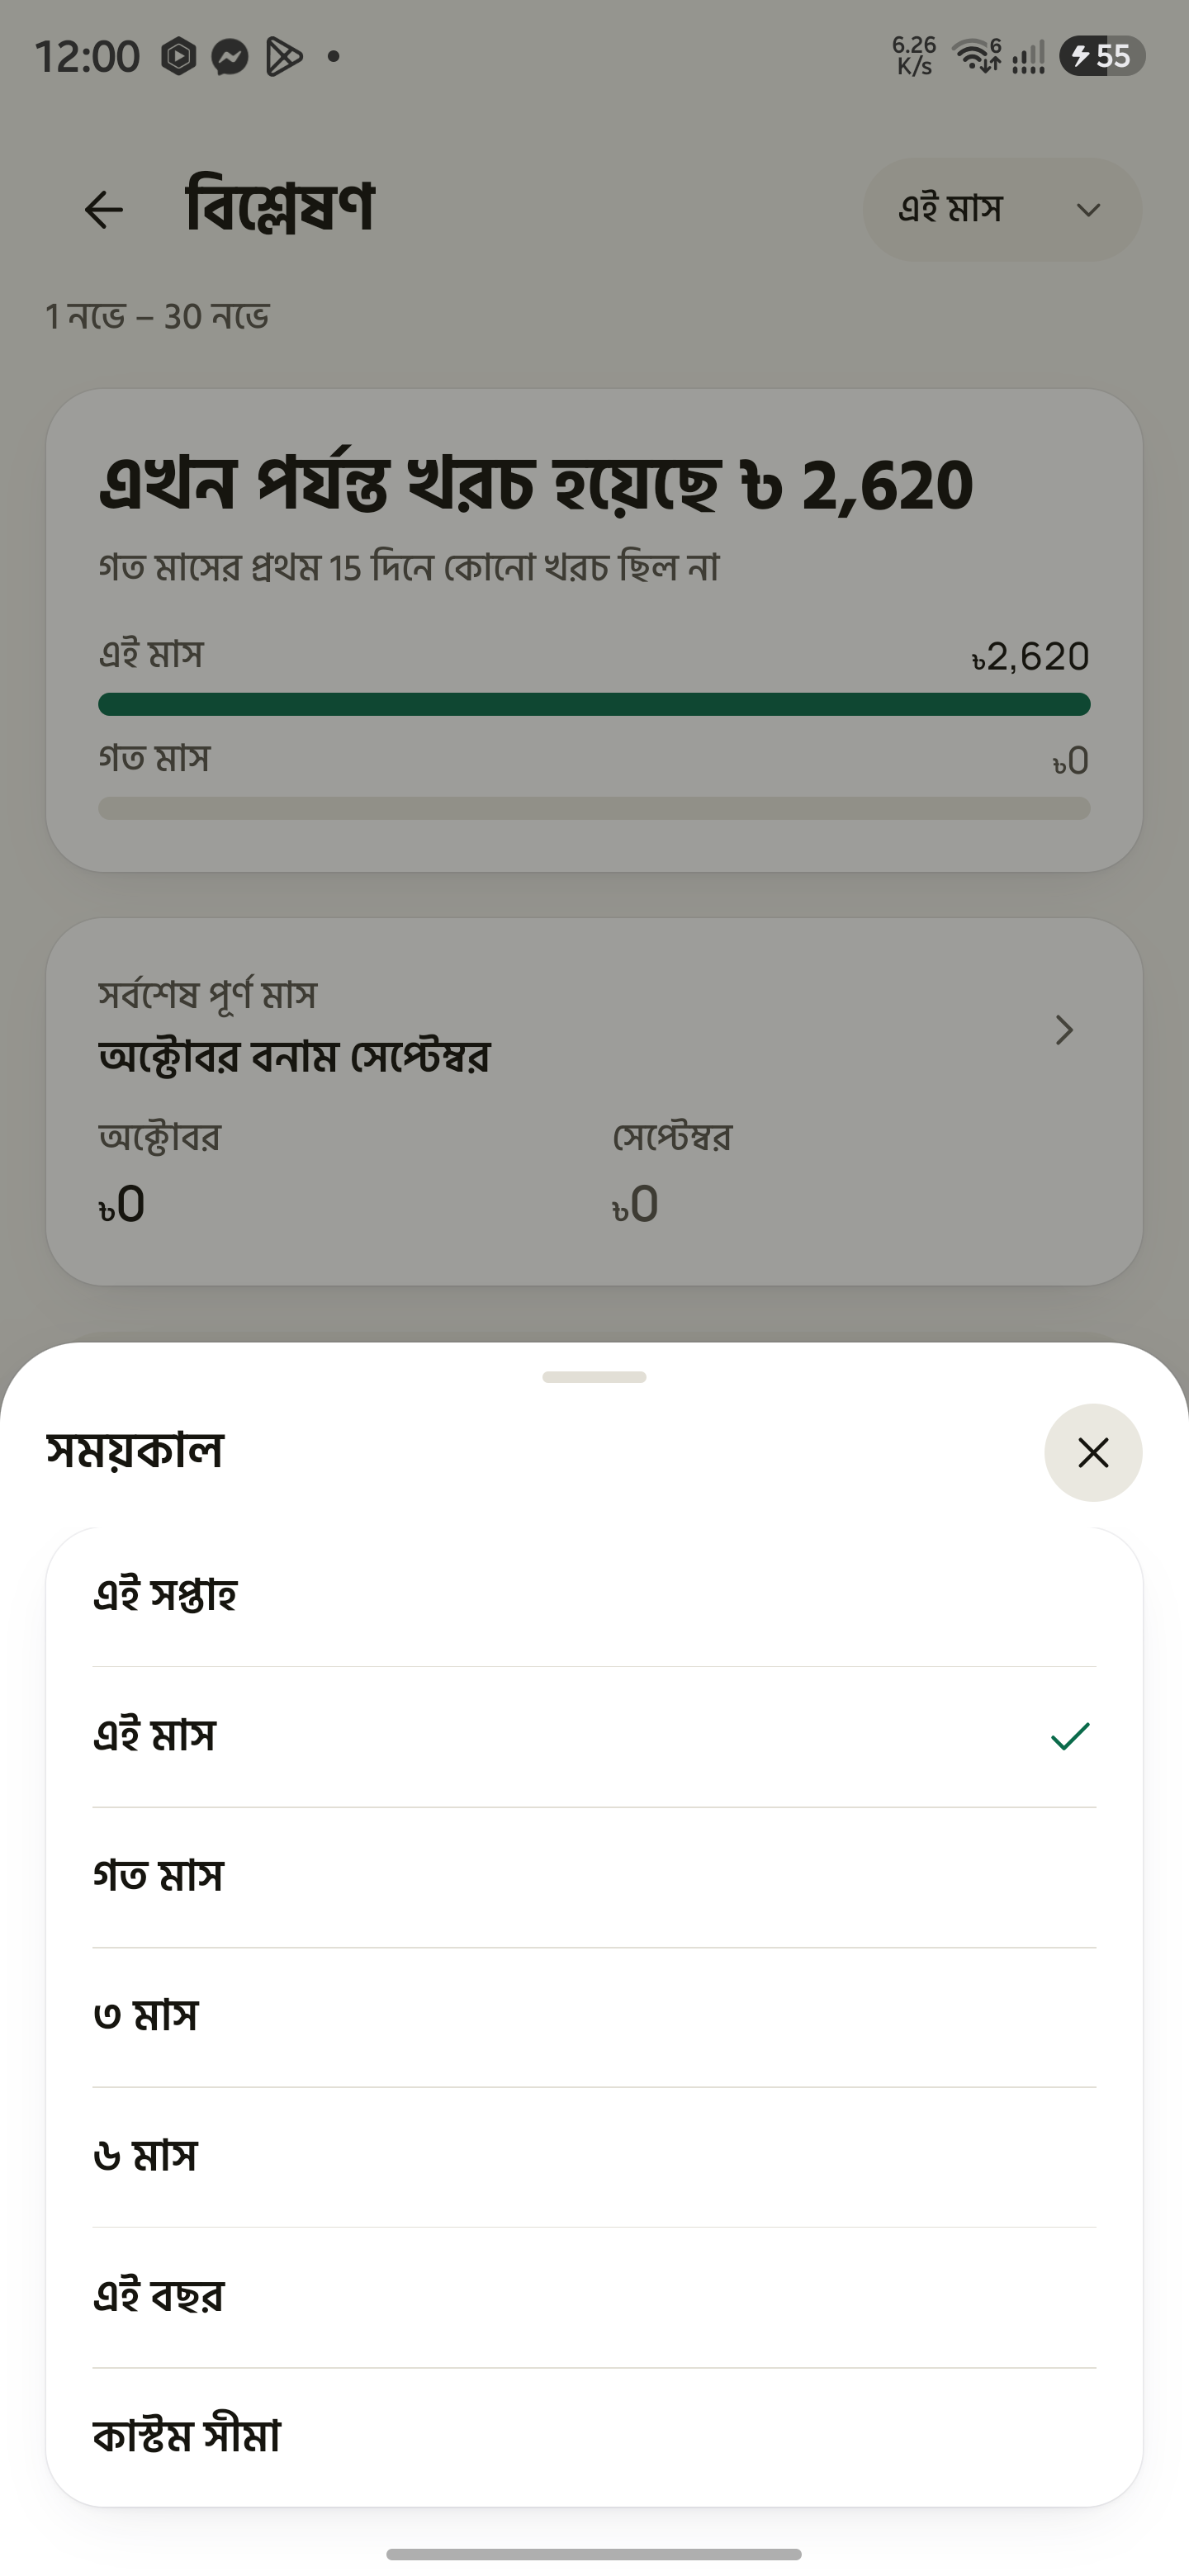 12:00
6.26 K/s
6
55
বিশ্লেষণ
এই মাস
1 নভে – 30 নভে
এখন পর্যন্ত খরচ হয়েছে ৳ 2,620
গত মাসের প্রথম 15 দিনে কোনো খরচ ছিল না
এই মাস ৳2,620
গত মাস ৳0
সর্বশেষ পূর্ণ মাস
অক্টোবর বনাম সেপ্টেম্বর
অক্টোবর সেপ্টেম্বর
৳0 ৳0
সময়কাল
এই সপ্তাহ
এই মাস
গত মাস
৩ মাস
৬ মাস
এই বছর
কাস্টম সীমা